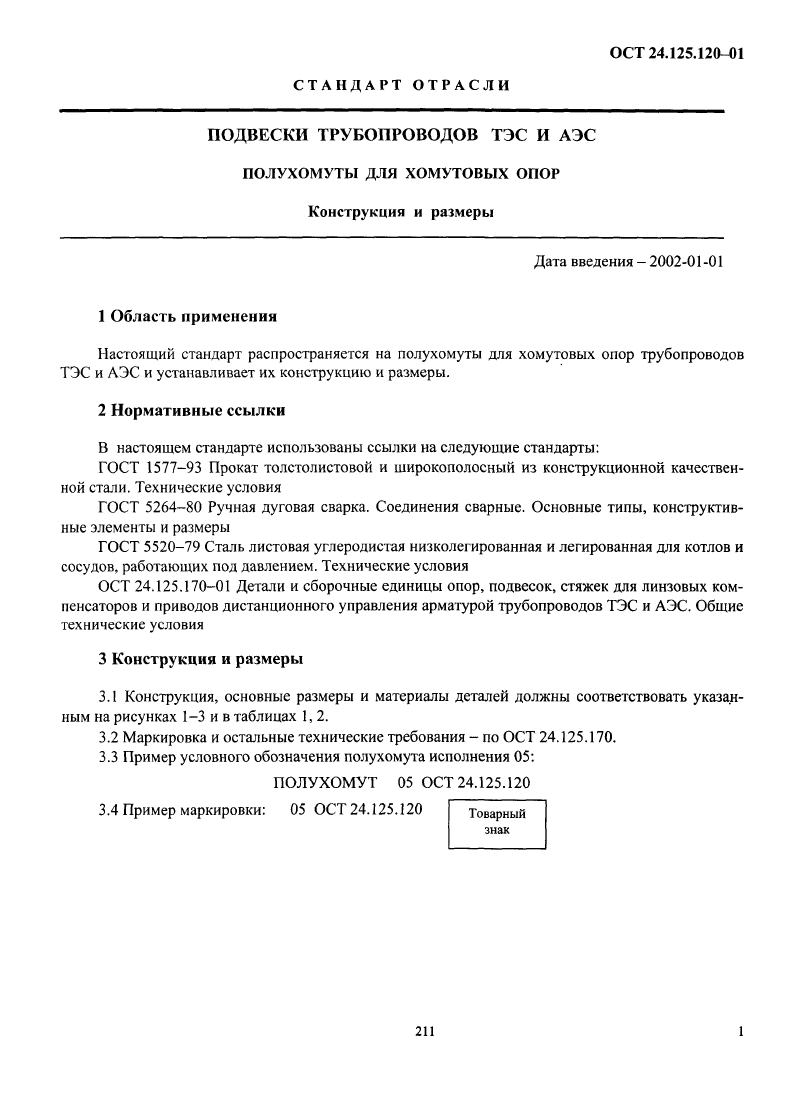 ОСТ 24.125.120–01
СТАНДАРТ ОТРАСЛИ
ПОДВЕСКИ ТРУБОПРОВОДОВ ТЭС И АЭС
ПОЛУХОМУТЫ ДЛЯ ХОМУТОВЫХ ОПОР
Конструкция и размеры
Дата введения – 2002-01-01
1 Область применения
Настоящий стандарт распространяется на полухомуты для хомутовых опор трубопроводов
ТЭС и АЭС и устанавливает их конструкцию и размеры.
2 Нормативные ссылки
В настоящем стандарте использованы ссылки на следующие стандарты:
ГОСТ 1577–93 Прокат толстолистовой и широкополосный из конструкционной качествен-
ной стали. Технические условия
ГОСТ 5264–80 Ручная дуговая сварка. Соединения сварные. Основные типы, конструктив-
ные элементы и размеры
ГОСТ 5520–79 Сталь листовая углеродистая низколегированная и легированная для котлов и
сосудов, работающих под давлением. Технические условия
ОСТ 24.125.170–01 Детали и сборочные единицы опор, подвесок, стяжек для линзовых ком-
пенсаторов и приводов дистанционного управления арматурой трубопроводов ТЭС и АЭС. Общие
технические условия
3 Конструкция и размеры
3.1 Конструкция, основные размеры и материалы деталей должны соответствовать указан-
ным на рисунках 1–3 и в таблицах 1, 2.
3.2 Маркировка и остальные технические требования – по ОСТ 24.125.170.
3.3 Пример условного обозначения полухомута исполнения 05:
ПОЛУХОМУТ 05 ОСТ 24.125.120
3.4 Пример маркировки: 05 ОСТ 24.125.120
Товарный
знак
211 1